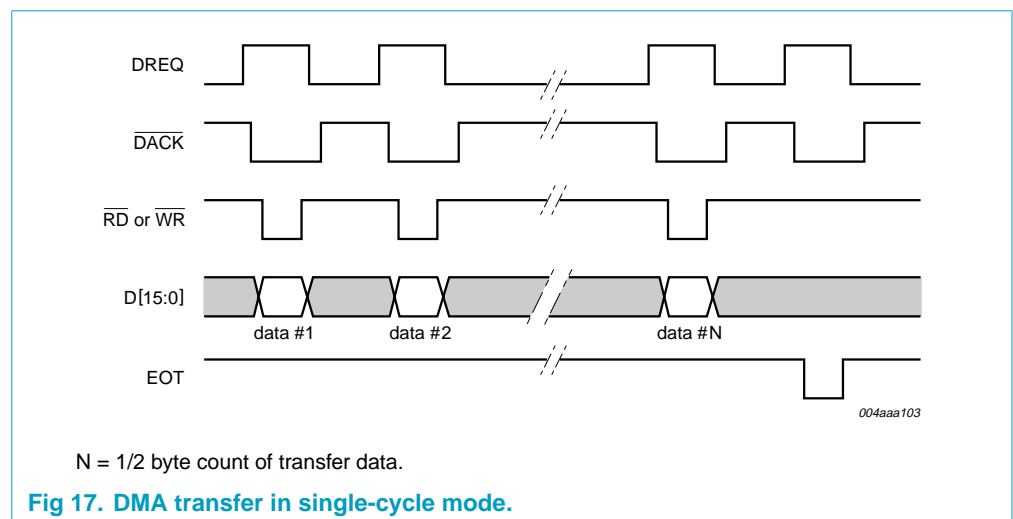 DREQ
DACK
RD or WR
D[15:0]
data #1 data #2 data #N
EOT
004aaa103
N = 1/2 byte count of transfer data.
Fig 17. DMA transfer in single-cycle mode.